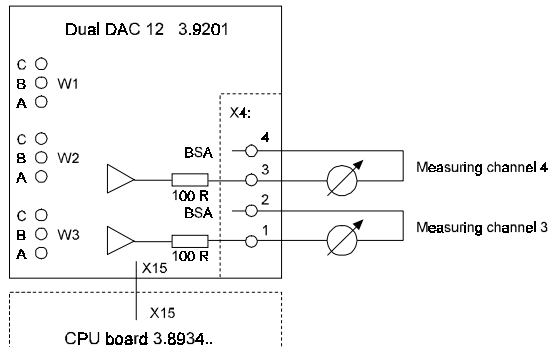 Dual DAC 12 3.9201
C
B W1
A
X4:
C
B W2
A
BSA
4
3
100 R
Measuring channel 4
C
B W3
A
BSA
2
1
100 R
Measuring channel 3
X15
X15
CPU board 3.8934..